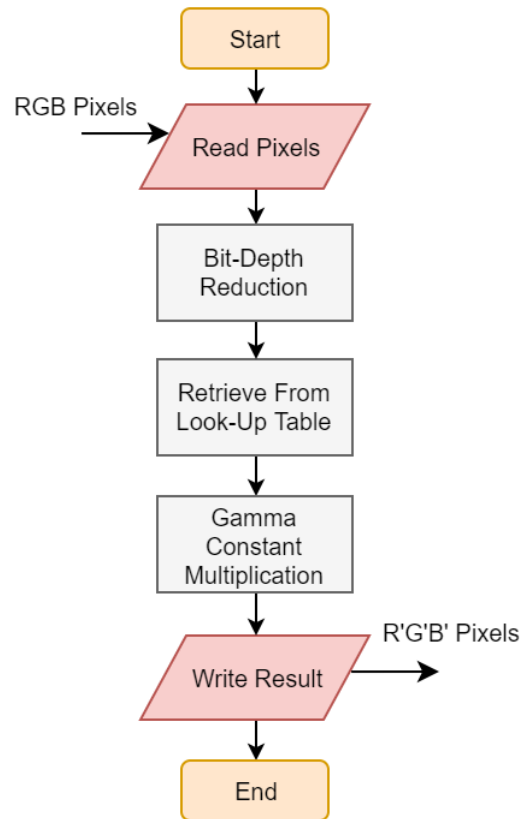 Start
RGB Pixels
Read Pixels
Bit-Depth
Reduction
Retrieve From
Look-Up Table
Gamma
Constant
Multiplication
R'G'B' Pixels
Write Result
End